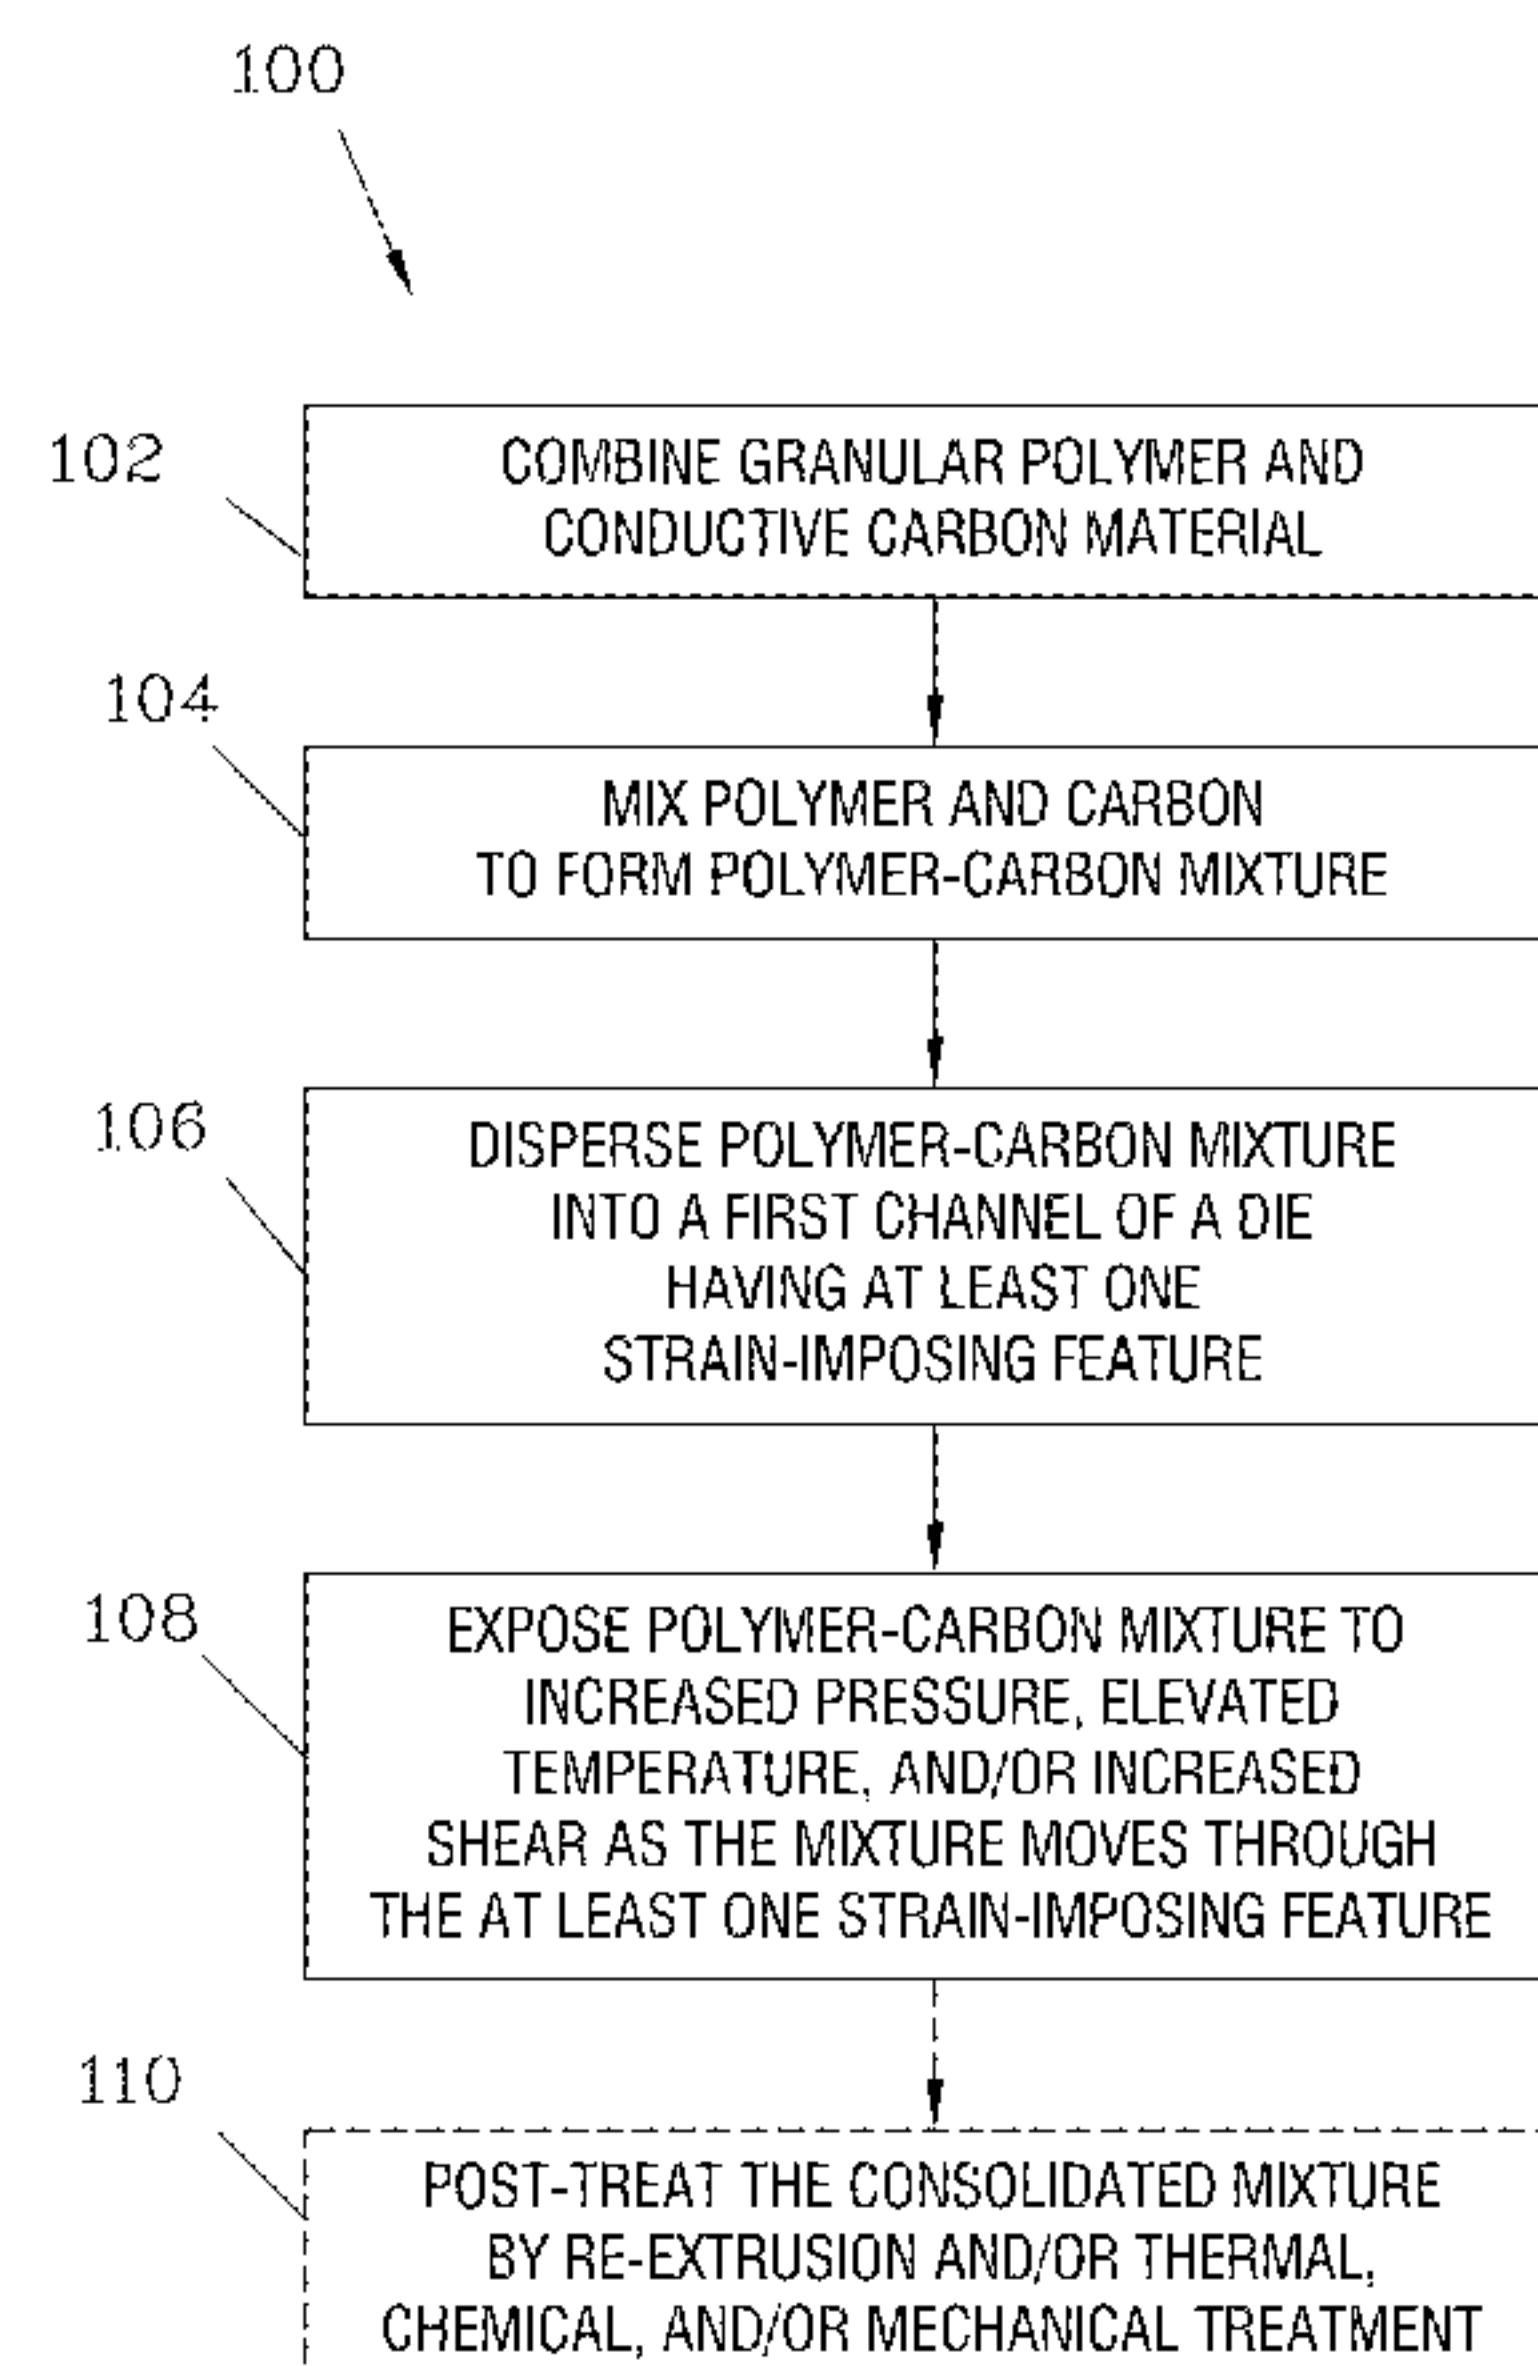 100
102
COMBINE GRANULAR POLYMER AND
CONDUCTIVE CARBON MATERIAL
104
MIX POLYMER AND CARBON
TO FORM POLYMER-CARBON MIXTURE
106
DISPERSE POLYMER-CARBON MIXTURE
INTO A FIRST CHANNEL OF A DIE
HAVING AT LEAST ONE
STRAIN-IMPOSING FEATURE
108
EXPOSE POLYMER-CARBON MIXTURE TO
INCREASED PRESSURE, ELEVATED
TEMPERATURE, AND/OR INCREASED
SHEAR AS THE MIXTURE MOVES THROUGH
THE AT LEAST ONE STRAIN-IMPOSING FEATURE
110
POST-TREAT THE CONSOLIDATED MIXTURE
BY RE-EXTRUSION AND/OR THERMAL,
CHEMICAL, AND/OR MECHANICAL TREATMENT